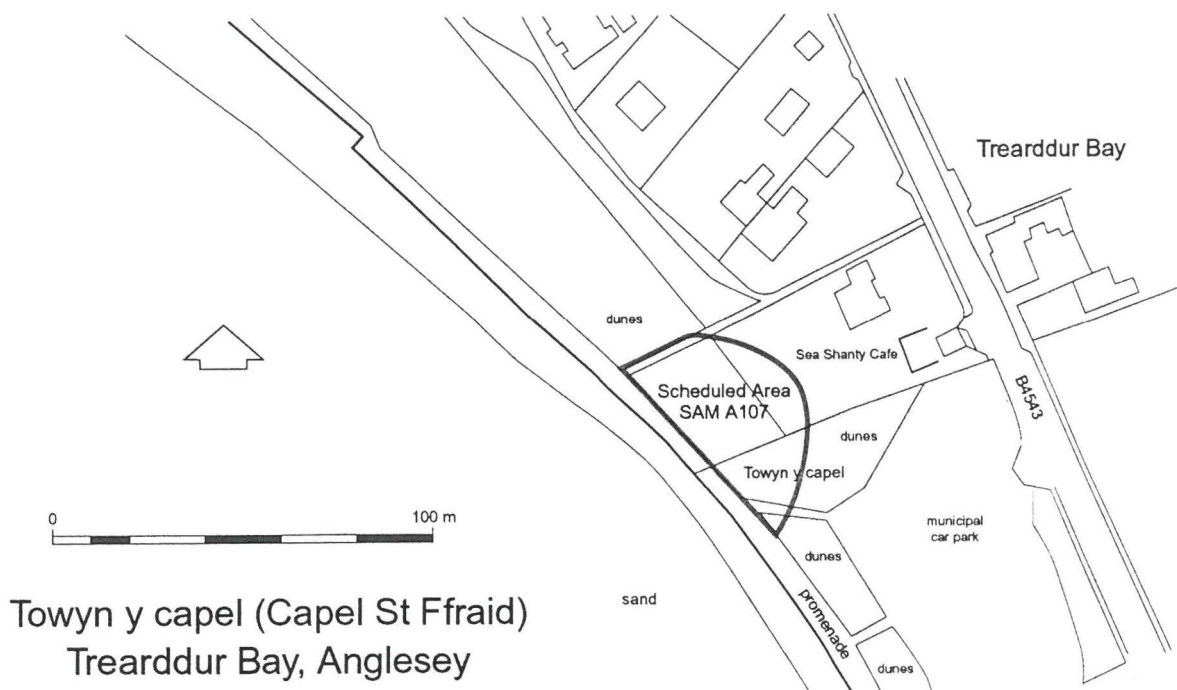 Trearddur Bay
dunes
Sea Shanty Cafe
Scheduled Area
SAM A107
B4543
dunes
Towyn y capel
0
100 m
municipal
car park
dunes
sand
promenade
dunes
Towyn y capel (Capel St Ffraid)
Trearddur Bay, Anglesey